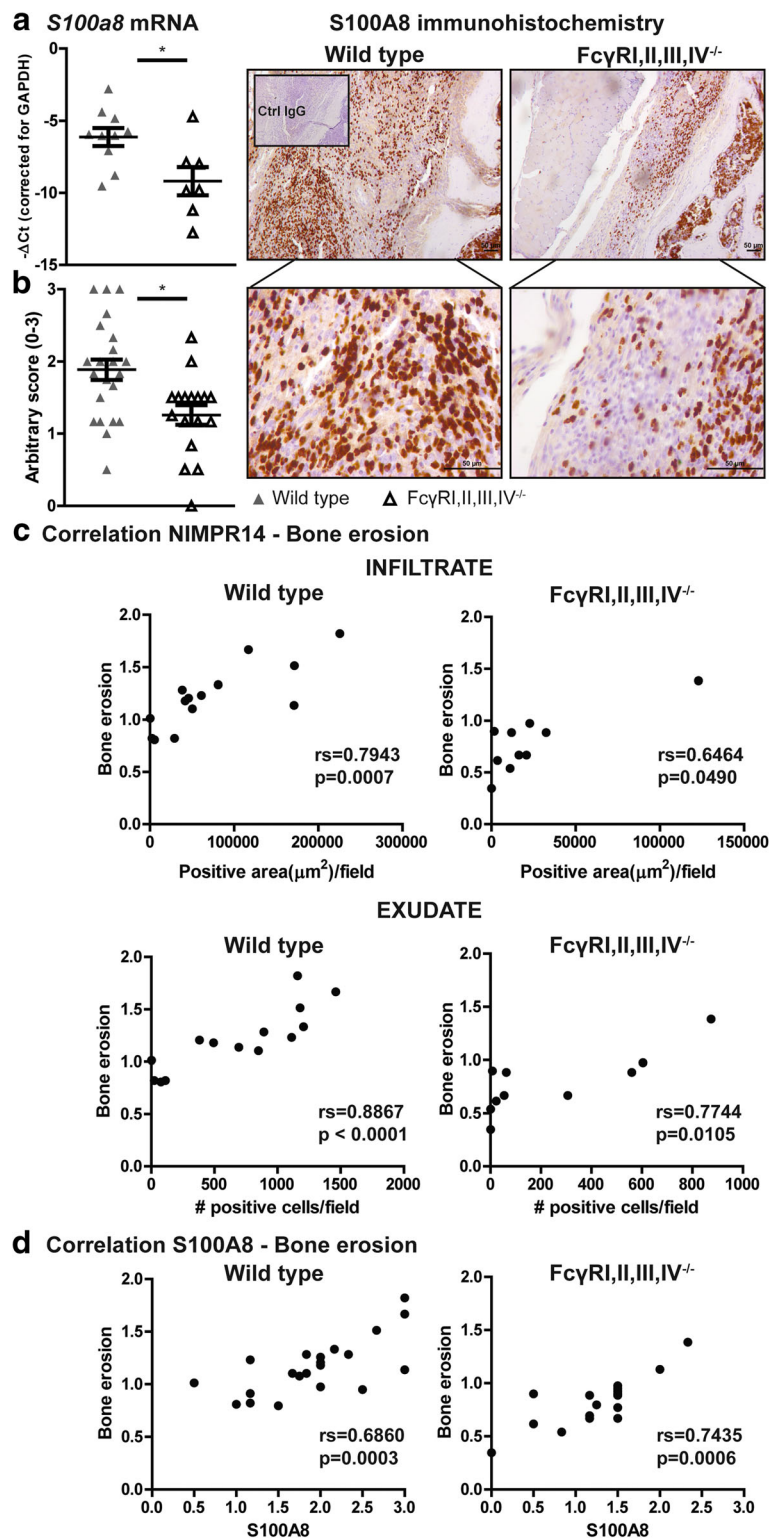 a S100a8 mRNA
S100A8 immunohistochemistry
Wild type
FcγRI,II,III,IV-/-
-ΔCt (corrected for GAPDH)
0
-5
-10
-15
*
Ctrl IgG
50 µm
50 µm
b
Arbitrary score (0-3)
3
2
1
0
*
50 µm
50 µm
Wild type
FcγRI,II,III,IV-/-
c Correlation NIMPR14 - Bone erosion
INFILTRATE
Wild type
Bone erosion
2.0
1.5
1.0
0.5
0.0
rs=0.7943
p=0.0007
0 100000 200000 300000
Positive area(μm2)/field
FcγRI,II,III,IV-/-
Bone erosion
2.0
1.5
1.0
0.5
0.0
rs=0.6464
p=0.0490
0 50000 100000 150000
Positive area(μm2)/field
EXUDATE
Wild type
Bone erosion
2.0
1.5
1.0
0.5
0.0
rs=0.8867
p < 0.0001
0 500 1000 1500 2000
# positive cells/field
FcγRI,II,III,IV-/-
Bone erosion
2.0
1.5
1.0
0.5
0.0
rs=0.7744
p=0.0105
0 200 400 600 800 1000
# positive cells/field
d Correlation S100A8 - Bone erosion
Wild type
Bone erosion
2.0
1.5
1.0
0.5
0.0
rs=0.6860
p=0.0003
0.0 0.5 1.0 1.5 2.0 2.5 3.0
S100A8
FcγRI,II,III,IV-/-
Bone erosion
2.0
1.5
1.0
0.5
0.0
rs=0.7435
p=0.0006
0.0 0.5 1.0 1.5 2.0 2.5 3.0
S100A8